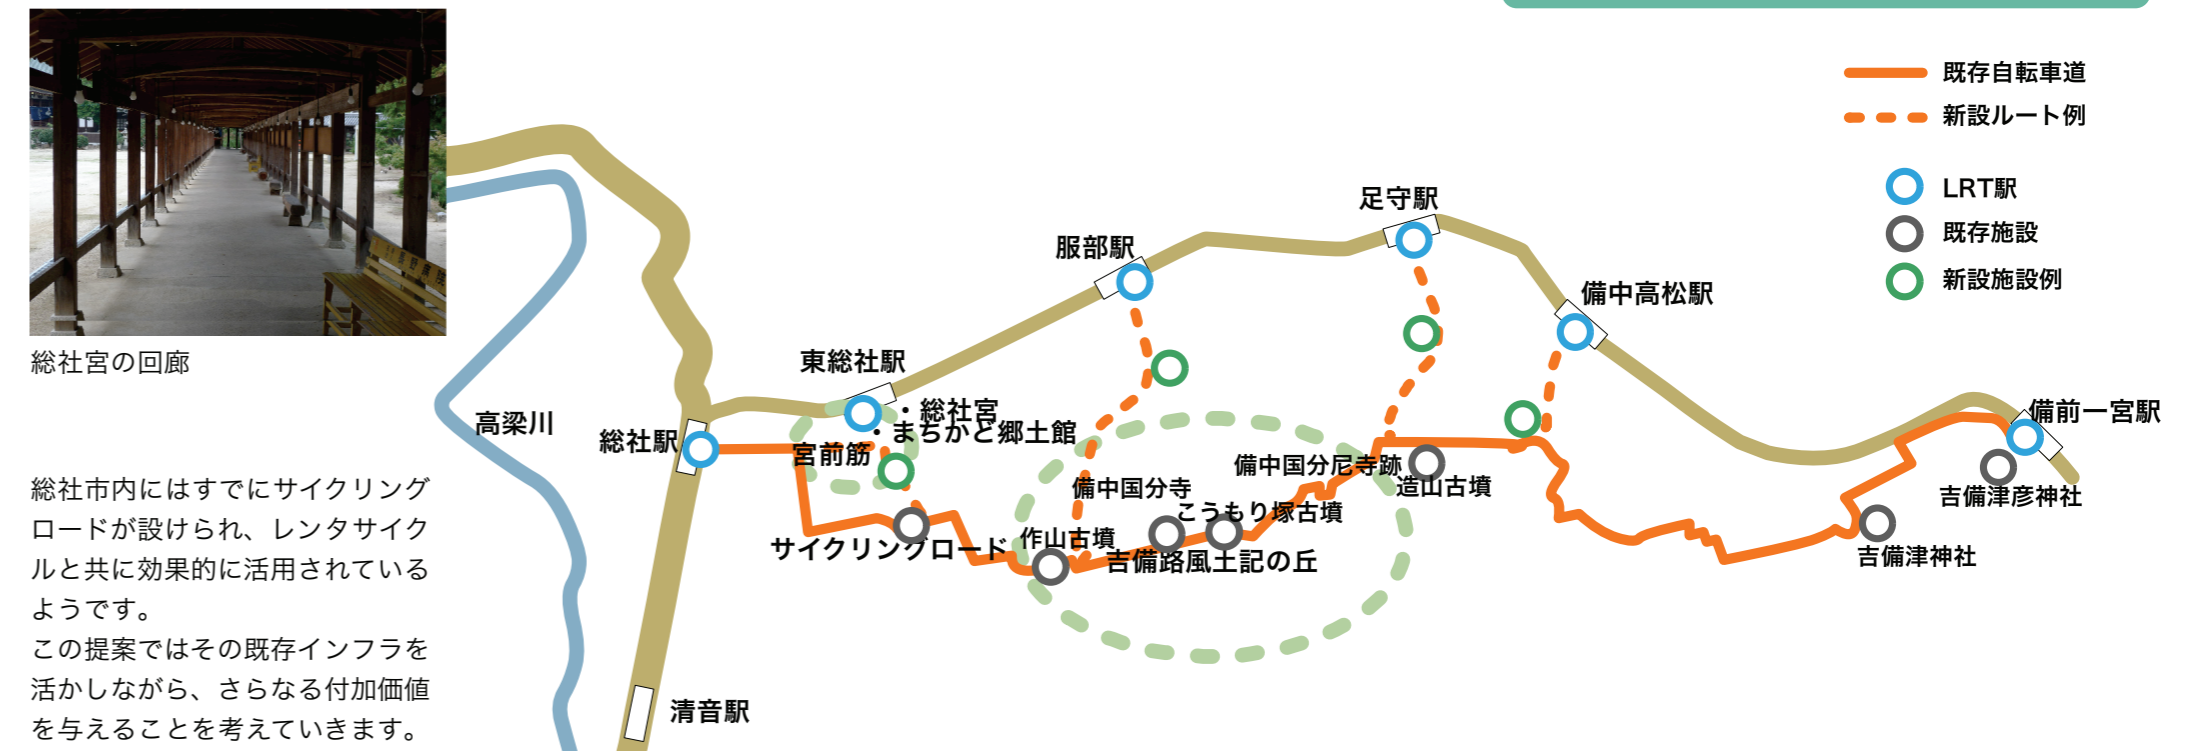 総社宮の回廊
総社市内にはすでにサイクリング
ロードが設けられ、レンタサイク
ルと共に効果的に活用されている
ようです。
この提案ではその既存インフラを
活かしながら、さらなる付加価値
を与えることを考えていきます。
既存自転車道
新設ルート例
LRT駅
既存施設
新設施設例
足守駅
服部駅
備中高松駅
東総社駅
・総社宮
・まちかど郷土館
高梁川
総社駅
宮前筋
備前一宮駅
備中国分尼寺跡
造山古墳
備中国分寺
こうもり塚古墳
吉備津彦神社
サイクリングロード
作山古墳
吉備路風土記の丘
吉備津神社
清音駅